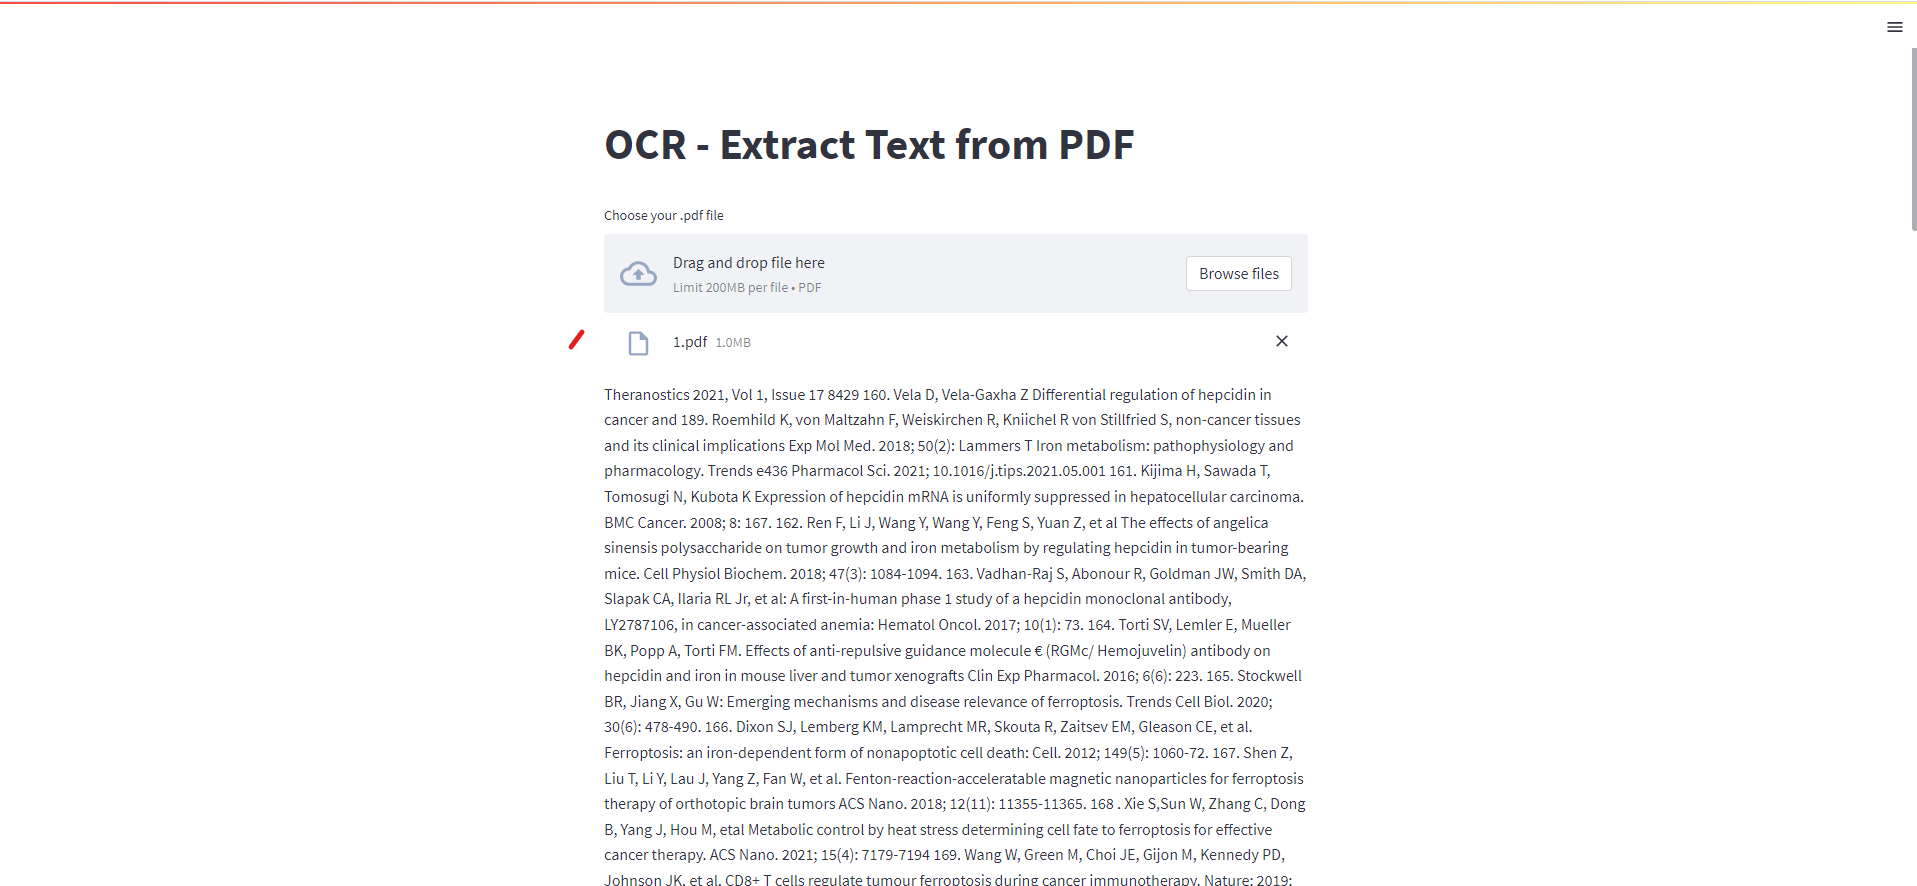 OCR - Extract Text from PDF
Choose your .pdf file
Drag and drop file here
Limit 200MB per file • PDF
Browse files
1.pdf 1.0MB
Theranostics 2021, Vol 1, Issue 17 8429 160. Vela D, Vela-Gaxha Z Differential regulation of hepcidin in
cancer and 189. Roemhild K, von Maltzahn F, Weiskirchen R, Kniichel R von Stillfried S, non-cancer tissues
and its clinical implications Exp Mol Med. 2018; 50(2): Lammers T Iron metabolism: pathophysiology and
pharmacology. Trends e436 Pharmacol Sci. 2021; 10.1016/j.tips.2021.05.001 161. Kijima H, Sawada T,
Tomosugi N, Kubota K Expression of hepcidin mRNA is uniformly suppressed in hepatocellular carcinoma.
BMC Cancer. 2008; 8: 167. 162. Ren F, Li J, Wang Y, Wang Y, Feng S, Yuan Z, et al The effects of angelica
sinensis polysaccharide on tumor growth and iron metabolism by regulating hepcidin in tumor-bearing
mice. Cell Physiol Biochem. 2018; 47(3): 1084-1094. 163. Vadhan-Raj S, Abonour R, Goldman JW, Smith DA,
Slapak CA, Ilaria RL Jr, et al: A first-in-human phase 1 study of a hepcidin monoclonal antibody,
LY2787106, in cancer-associated anemia: Hematol Oncol. 2017; 10(1): 73. 164. Torti SV, Lemler E, Mueller
BK, Popp A, Torti FM. Effects of anti-repulsive guidance molecule € (RGMc/ Hemojuvelin) antibody on
hepcidin and iron in mouse liver and tumor xenografts Clin Exp Pharmacol. 2016; 6(6): 223. 165. Stockwell
BR, Jiang X, Gu W: Emerging mechanisms and disease relevance of ferroptosis. Trends Cell Biol. 2020;
30(6): 478-490. 166. Dixon SJ, Lemberg KM, Lamprecht MR, Skouta R, Zaitsev EM, Gleason CE, et al.
Ferroptosis: an iron-dependent form of nonapoptotic cell death: Cell. 2012; 149(5): 1060-72. 167. Shen Z,
Liu T, Li Y, Lau J, Yang Z, Fan W, et al. Fenton-reaction-acceleratable magnetic nanoparticles for ferroptosis
therapy of orthotopic brain tumors ACS Nano. 2018; 12(11): 11355-11365. 168 . Xie S,Sun W, Zhang C, Dong
B, Yang J, Hou M, etal Metabolic control by heat stress determining cell fate to ferroptosis for effective
cancer therapy. ACS Nano. 2021; 15(4): 7179-7194 169. Wang W, Green M, Choi JE, Gijon M, Kennedy PD,
Johnson JK, et al. CD8+ T cells regulate tumour ferroptosis during cancer immunotherapy. Nature: 2019: